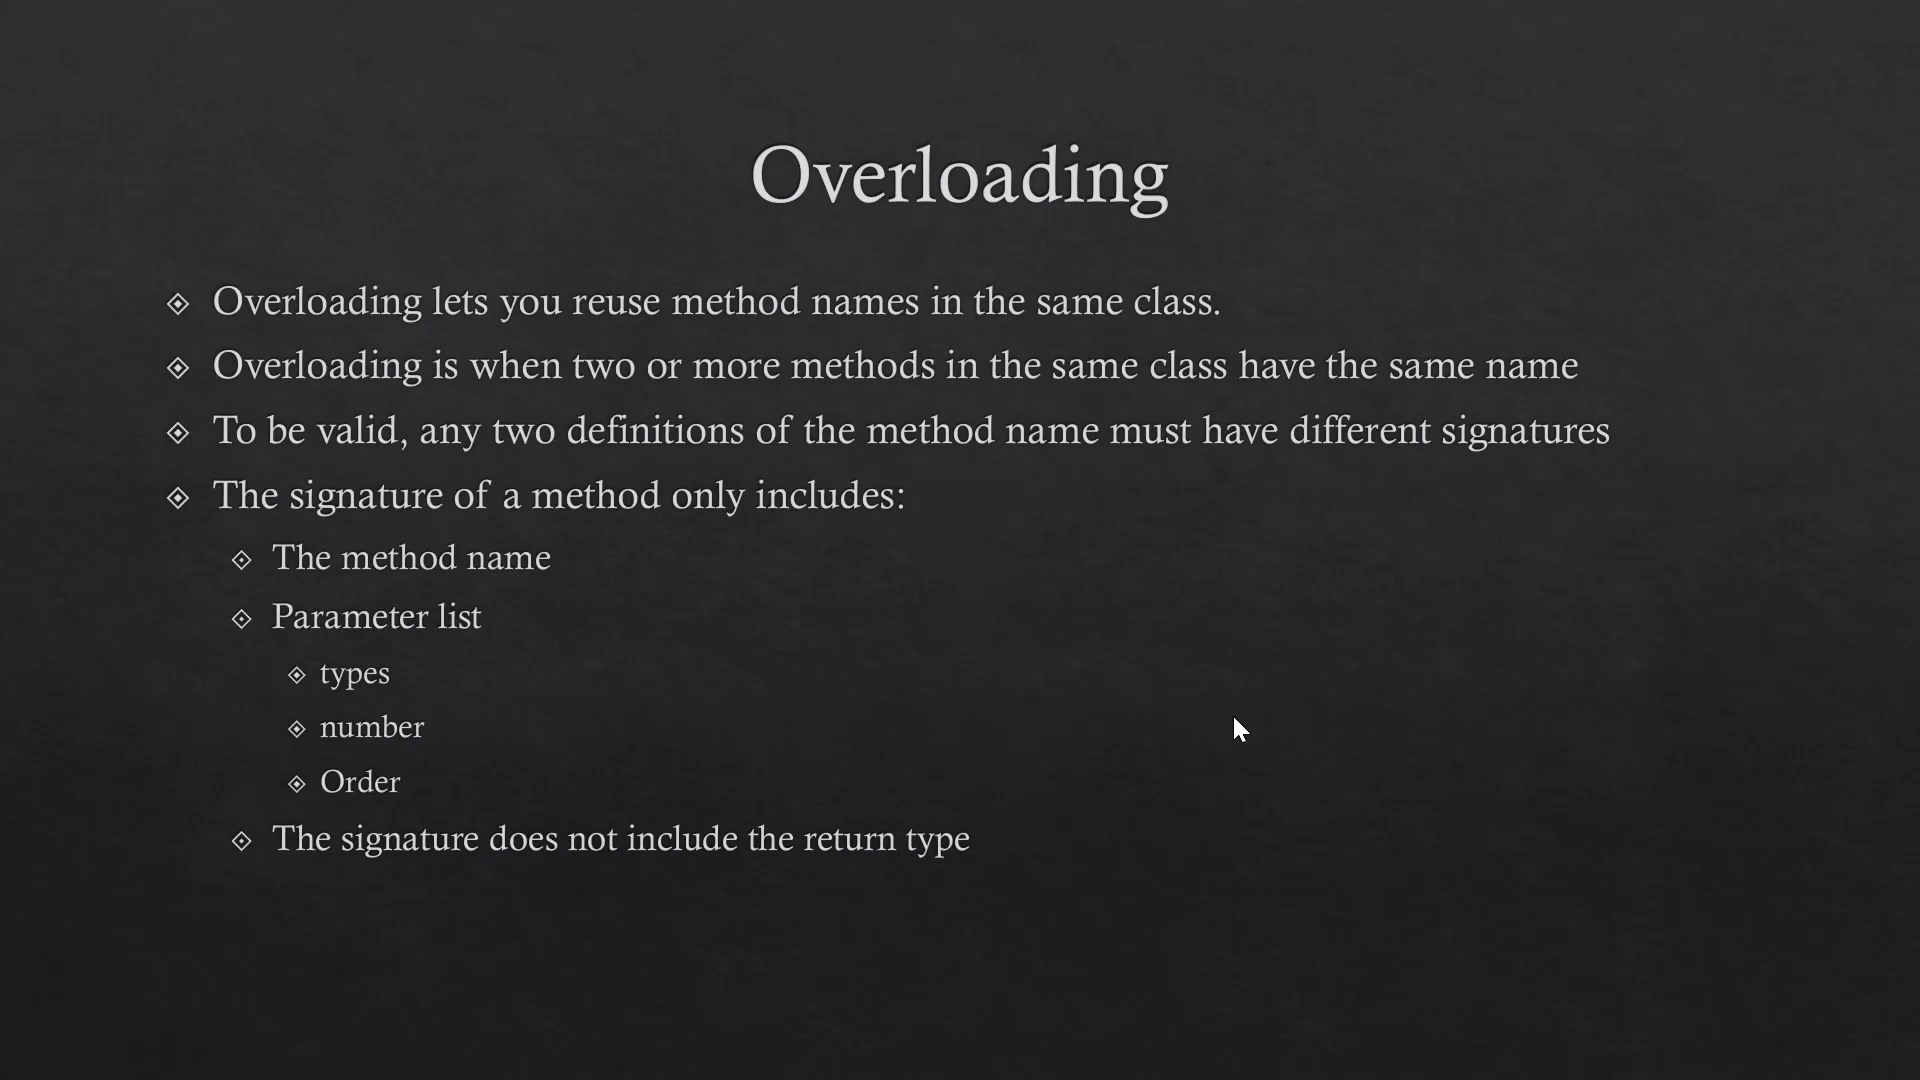 Overloading
Overloading lets you reuse method names in the same class.
Overloading is when two or more methods in the same class have the same name
To be valid, any two definitions of the method name must have different signatures
The signature of a method only includes:
The method name
Parameter list
types
number
Order
The signature does not include the return type